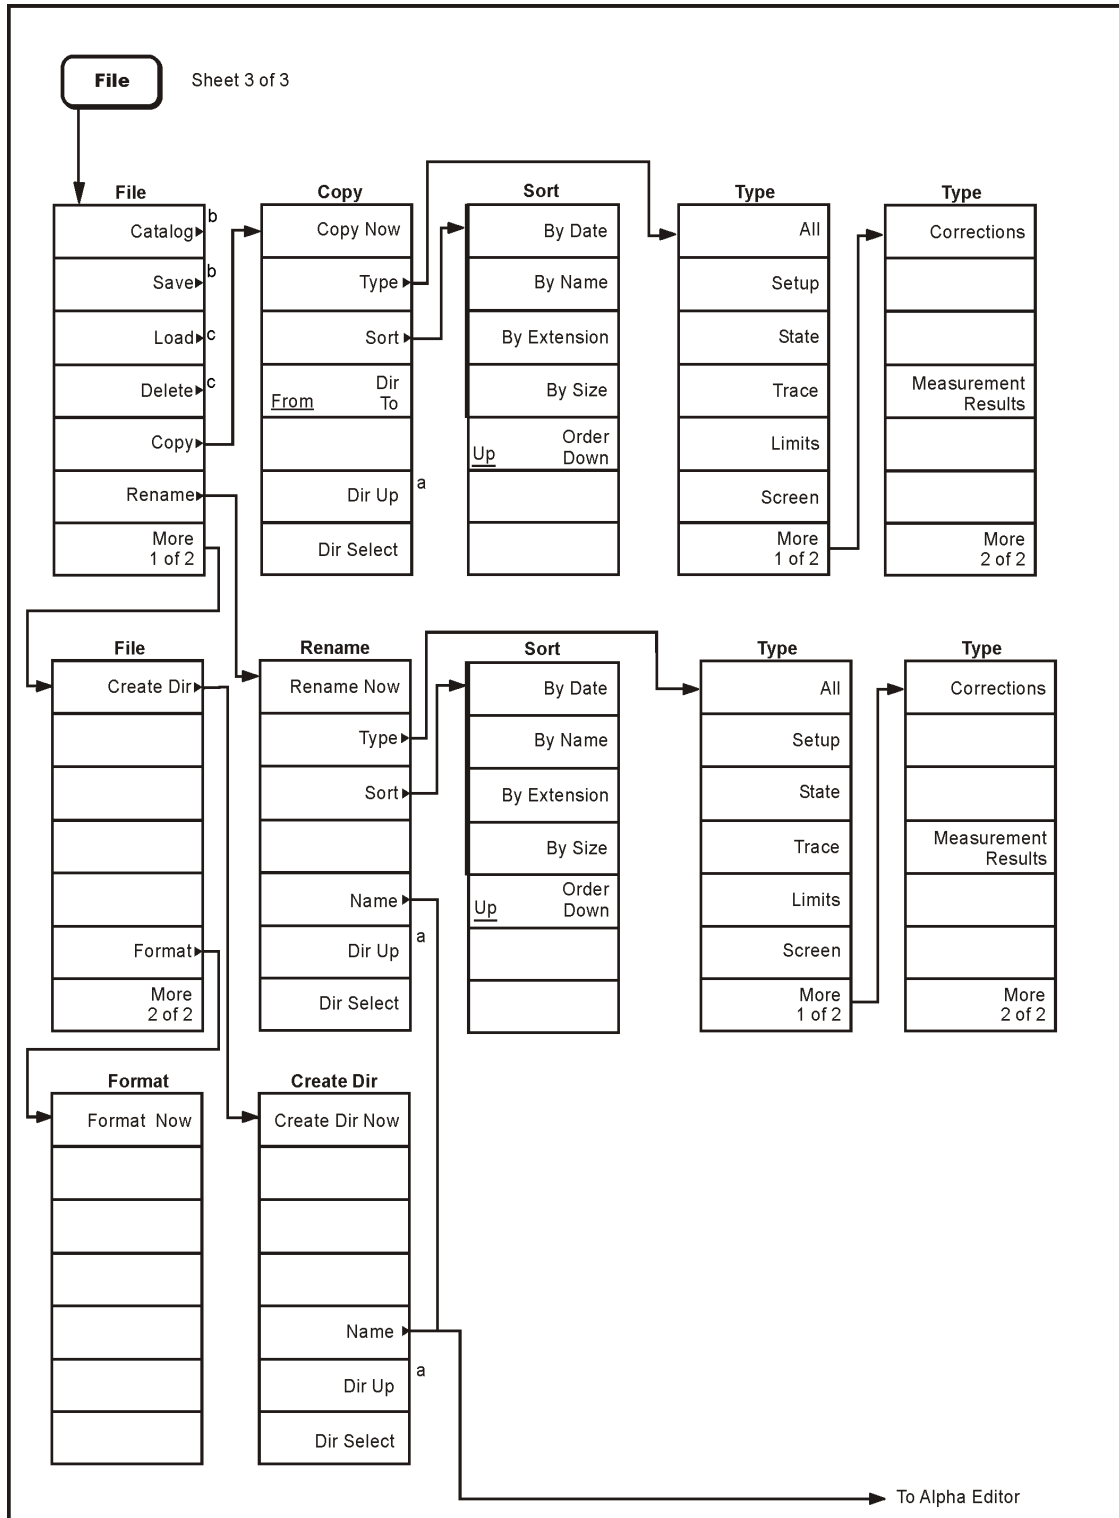 File
Sheet 3 of 3
File
Catalog
b
Save
b
Load
c
Delete
c
Copy
Rename
More
1 of 2
Copy
Copy Now
Type
Sort
Dir
From To
Dir Up
a
Dir Select
Sort
By Date
By Name
By Extension
By Size
Order
Up Down
Type
All
Setup
State
Trace
Limits
Screen
More
1 of 2
Type
Corrections
Measurement
Results
More
2 of 2
File
Create Dir
Format
More
2 of 2
Rename
Rename Now
Type
Sort
Name
Dir Up
a
Dir Select
Sort
By Date
By Name
By Extension
By Size
Order
Up Down
Type
All
Setup
State
Trace
Limits
Screen
More
1 of 2
Type
Corrections
Measurement
Results
More
2 of 2
Format
Format Now
Create Dir
Create Dir Now
Name
Dir Up
a
Dir Select
To Alpha Editor